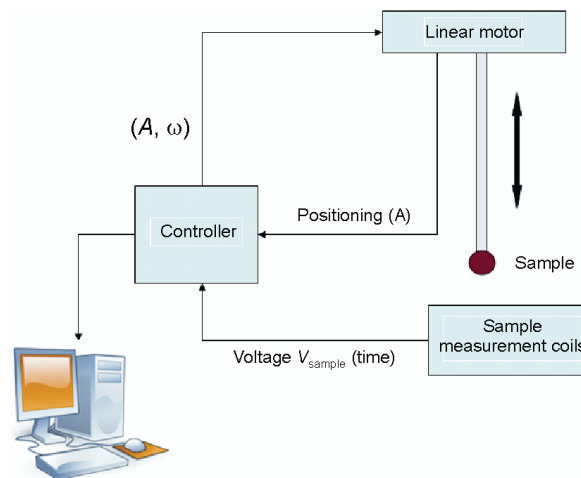 Linear motor
(A, ω)
Positioning (A)
Controller
Sample
Sample
measurement coils
Voltage Vsample (time)